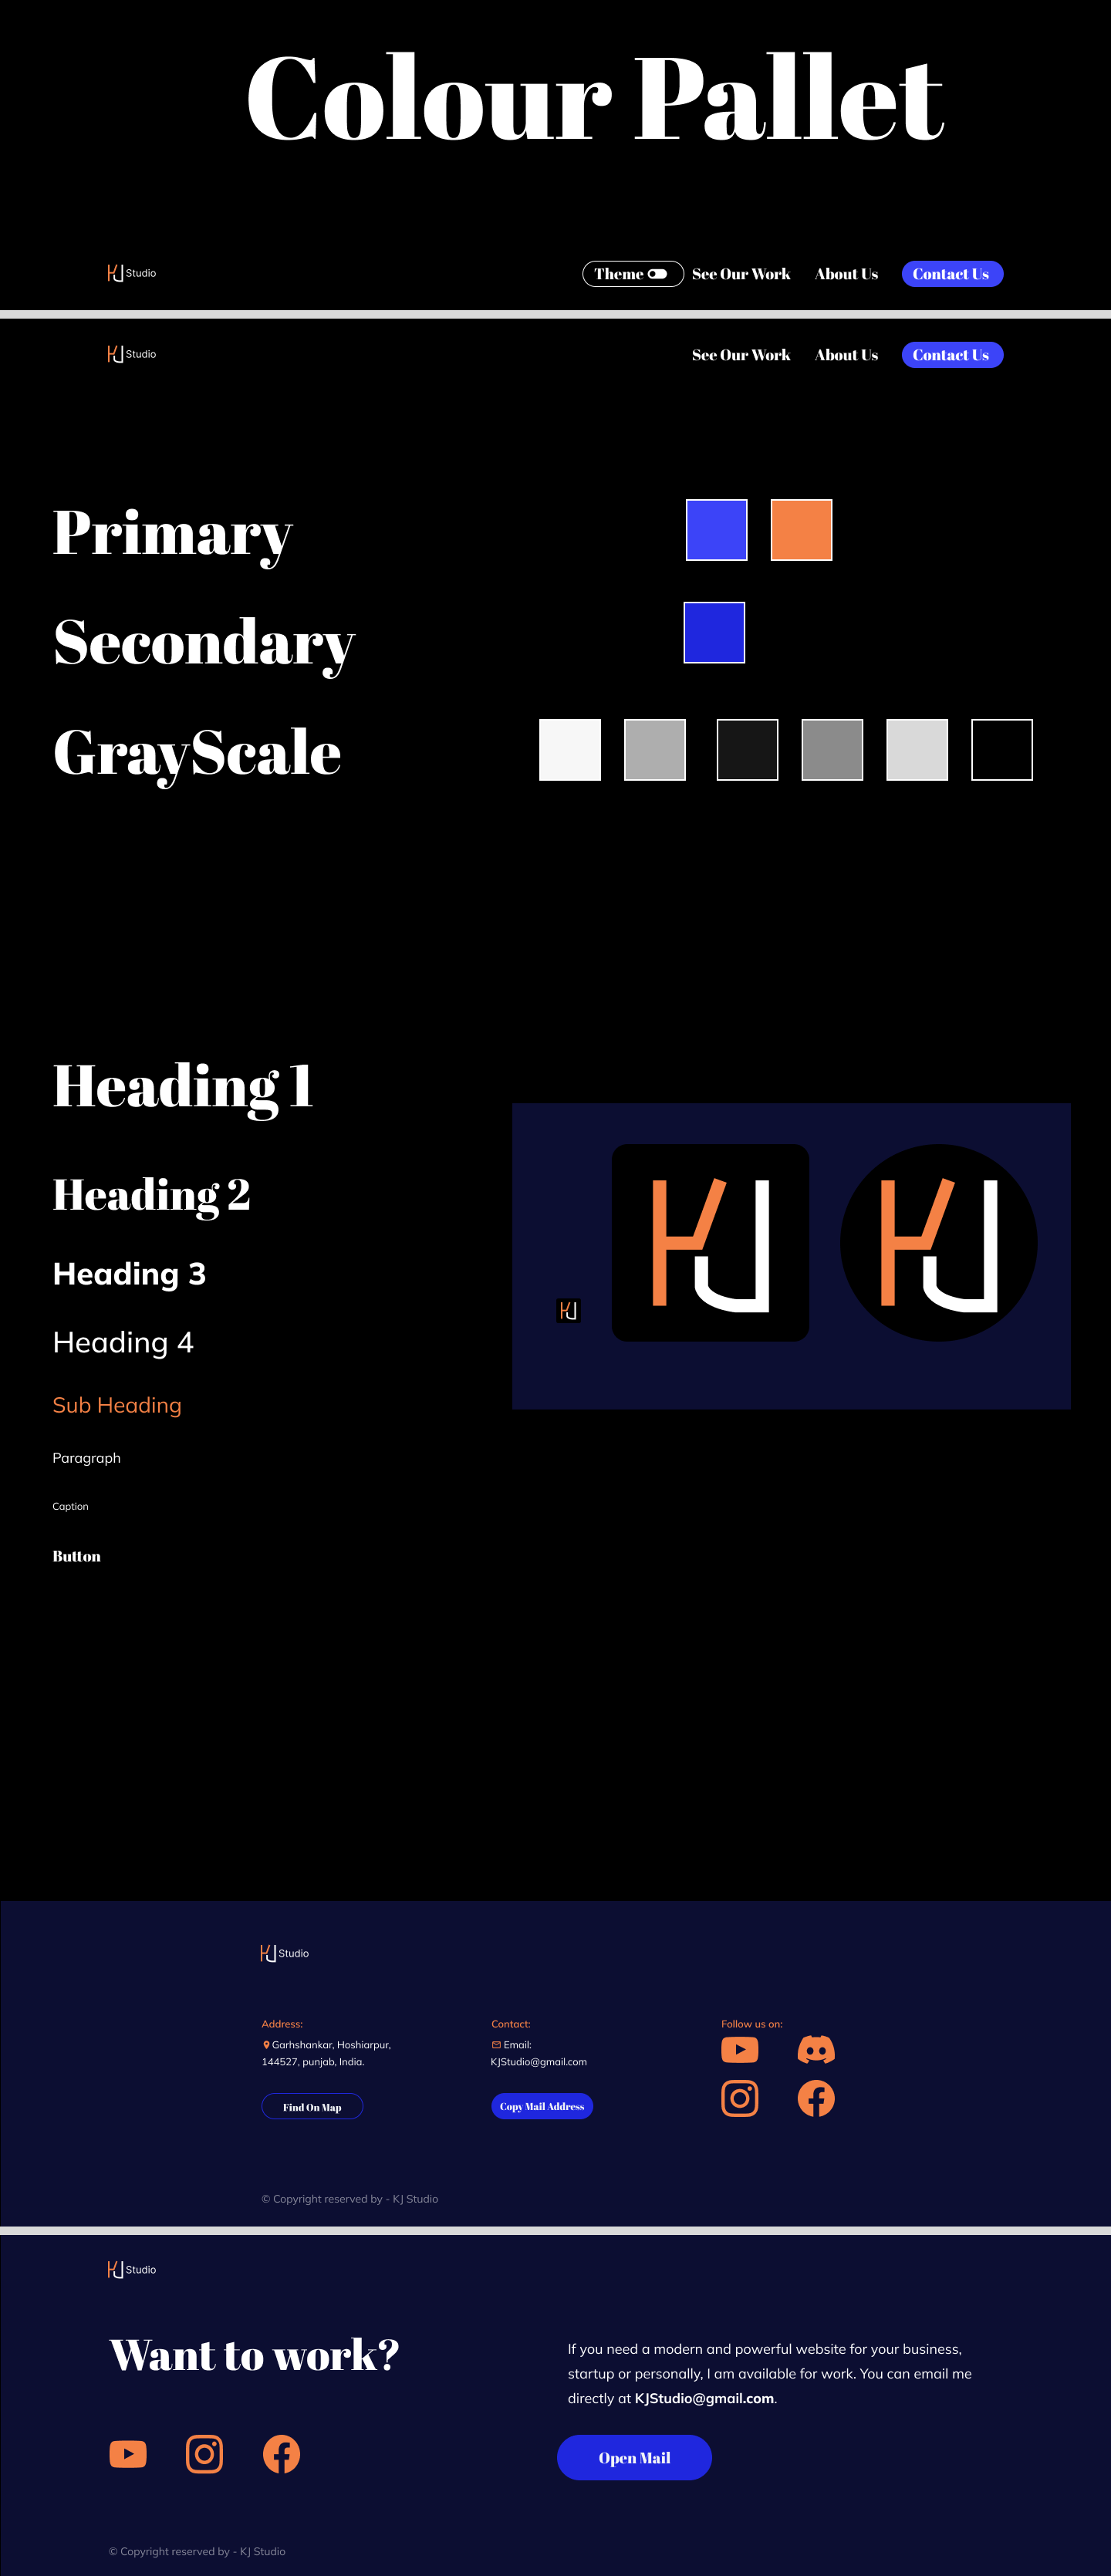 Colour Pallet
KJ Studio
Theme See Our Work About Us Contact Us
KJ Studio
See Our Work About Us Contact Us
Primary
Secondary
GrayScale
Heading 1
Heading 2
Heading 3
Heading 4
Sub Heading
Paragraph
Caption
Button
KJ
KJ
KJ
KJ Studio
Address:
Garhshankar, Hoshiarpur,
144527, punjab, India.
Find On Map
Contact:
Email:
KJStudio@gmail.com
Copy Mail Address
Follow us on:
© Copyright reserved by - KJ Studio
KJ Studio
Want to work?
If you need a modern and powerful website for your business,
startup or personally, I am available for work. You can email me
directly at KJStudio@gmail.com.
Open Mail
© Copyright reserved by - KJ Studio